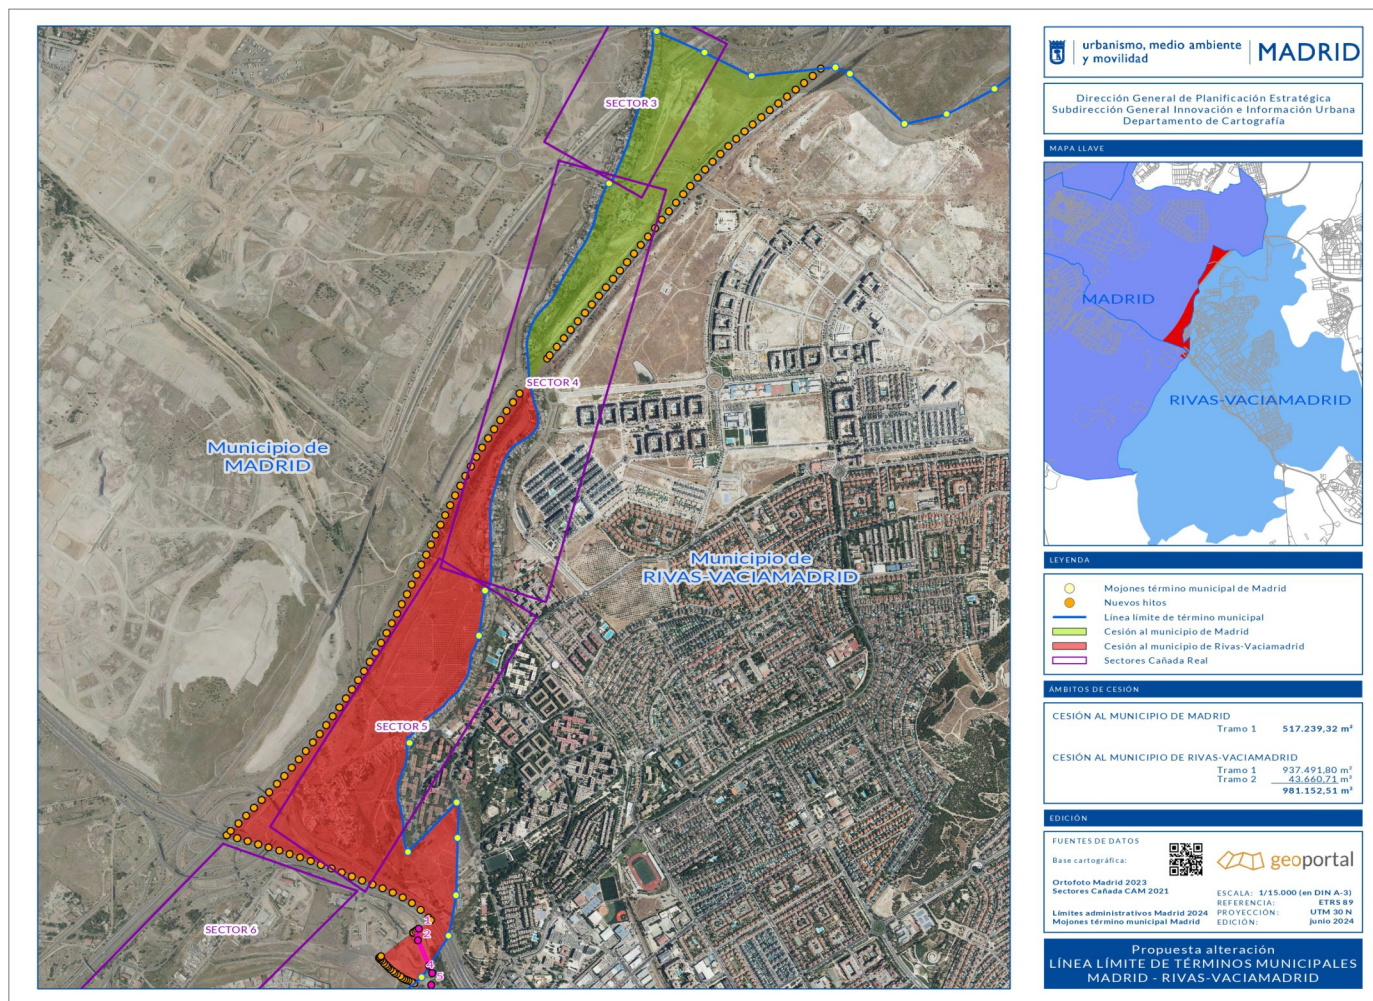 SECTOR 3
SECTOR 4
Municipio de
MADRID
Municipio de
RIVAS-VACIAMADRID
SECTOR 5
SECTOR 6
1
2
4
5
urbanismo, medio ambiente
y movilidad
MADRID
Dirección General de Planificación Estratégica
Subdirección General Innovación e Información Urbana
Departamento de Cartografía
MAPA LLAVE
MADRID
RIVAS-VACIAMADRID
LEYENDA
Mojones término municipal de Madrid
Nuevos hitos
Línea límite de término municipal
Cesión al municipio de Madrid
Cesión al municipio de Rivas-Vaciamadrid
Sectores Cañada Real
ÁMBITOS DE CESIÓN
CESIÓN AL MUNICIPIO DE MADRID
Tramo 1 517.239,32 m²
CESIÓN AL MUNICIPIO DE RIVAS-VACIAMADRID
Tramo 1 937.491,80 m²
Tramo 2 43.660,71 m²
981.152,51 m²
EDICIÓN
FUENTES DE DATOS
Base cartográfica:
Ortofoto Madrid 2023
Sectores Cañada CAM 2021
Límites administrativos Madrid 2024
Mojones término municipal Madrid
geoportal
ESCALA: 1/15.000 (en DIN A-3)
REFERENCIA: ETRS 89
PROYECCIÓN: UTM 30 N
EDICIÓN: junio 2024
Propuesta alteración
LÍNEA LÍMITE DE TÉRMINOS MUNICIPALES
MADRID - RIVAS-VACIAMADRID